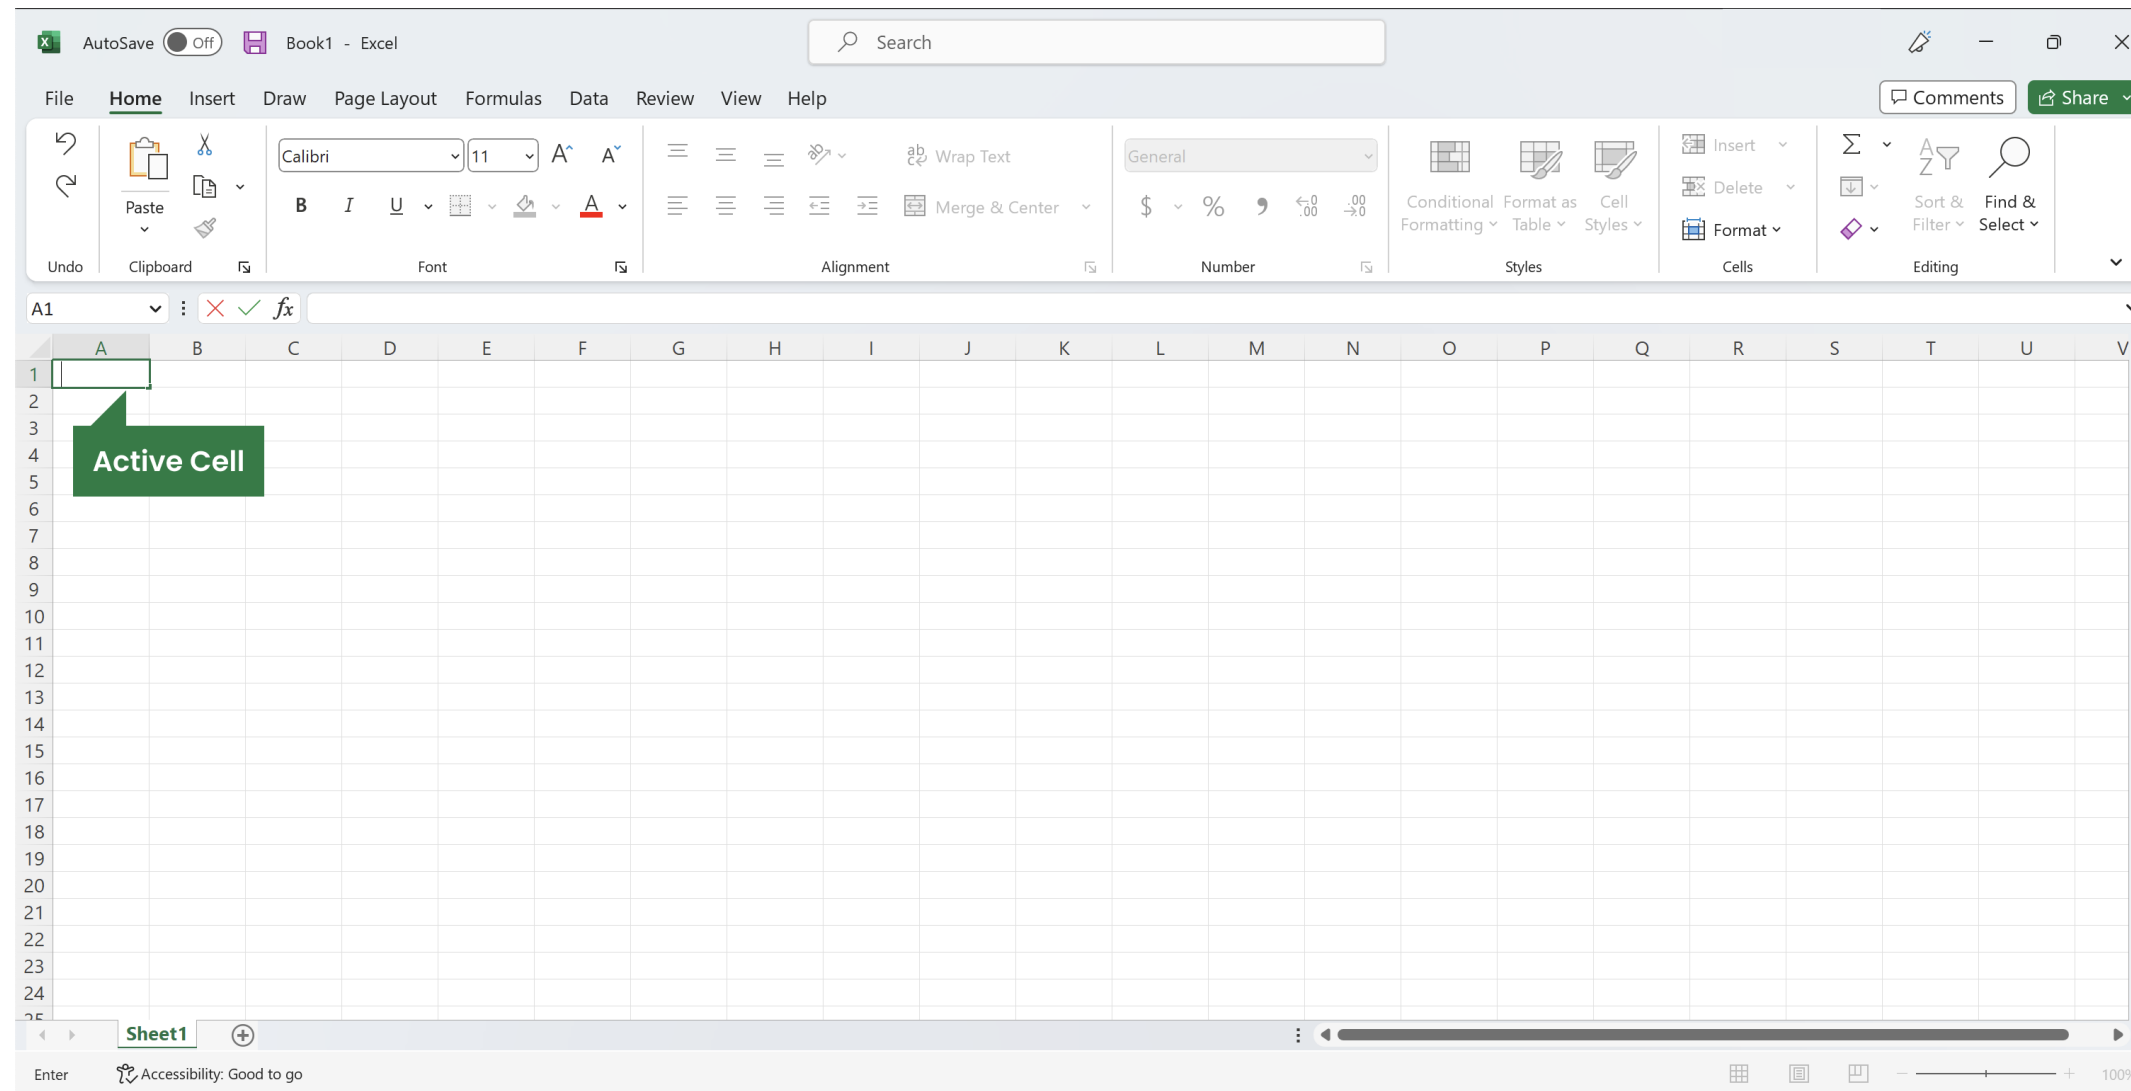 AutoSave Off Book1 - Excel Search
File Home Insert Draw Page Layout Formulas Data Review View Help Comments Share
Calibri 11 Wrap Text General Insert
Paste B I U A Merge & Center $ % Conditional Formatting Format as Table Cell Styles Delete Sort & Filter Find & Select
Format
Undo Clipboard Font Alignment Number Styles Cells Editing
A1 fx
A B C D E F G H I J K L M N O P Q R S T U V
1
2
3
4
Active Cell
5
6
7
8
9
10
11
12
13
14
15
16
17
18
19
20
21
22
23
24
25
Sheet1
Enter Accessibility: Good to go 100%